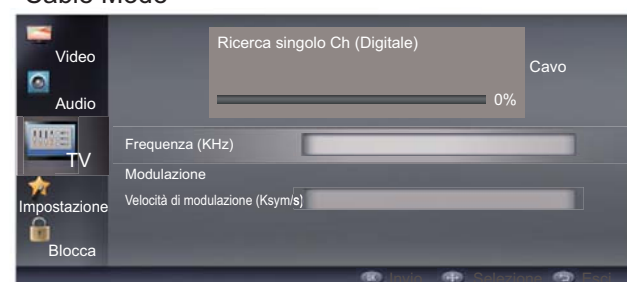 Cable Mode
Video
Audio
TV
Impostazione
Blocca
Ricerca singolo Ch (Digitale)
Cavo
0%
Frequenza (KHz)
Modulazione
Velocità di modulazione (Ksym/s)
OK Invio Selezione Esci